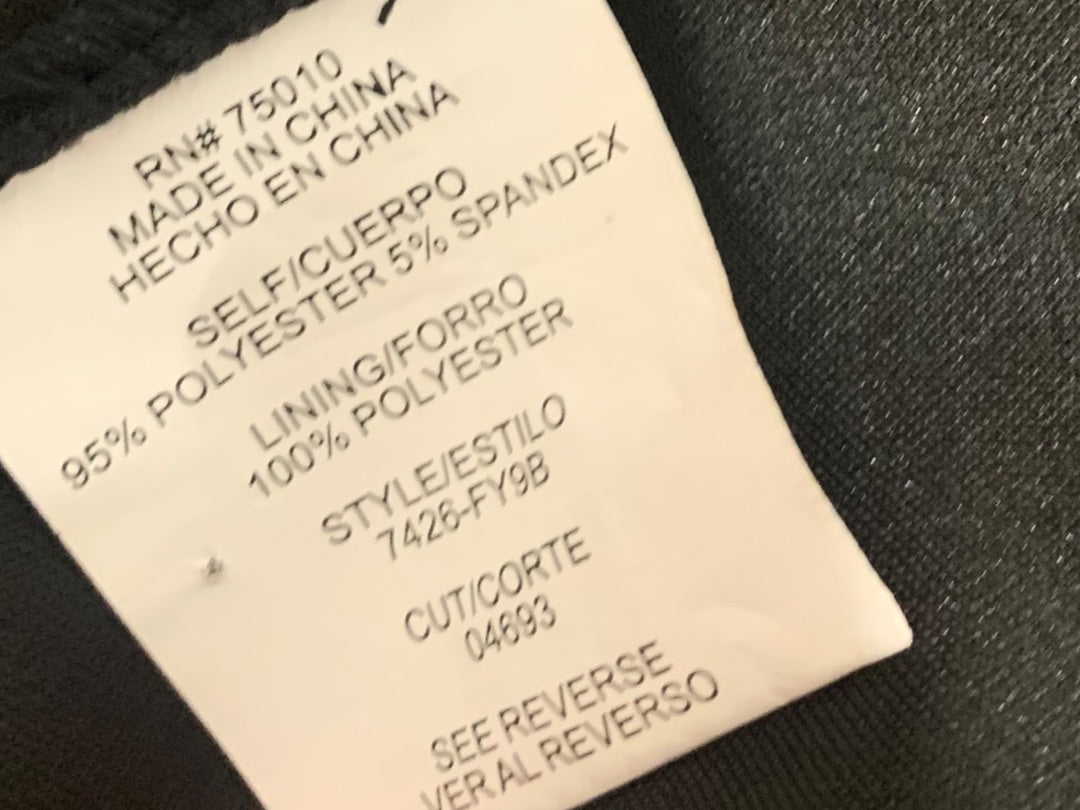 RN# 75010
MADE IN CHINA
HECHO EN CHINA
SELF/CUERPO
95% POLYESTER 5% SPANDEX
LINING/FORRO
100% POLYESTER
STYLE/ESTILO
7426-FY9B
CUT/CORTE
04693
SEE REVERSE
VER AL REVERSO